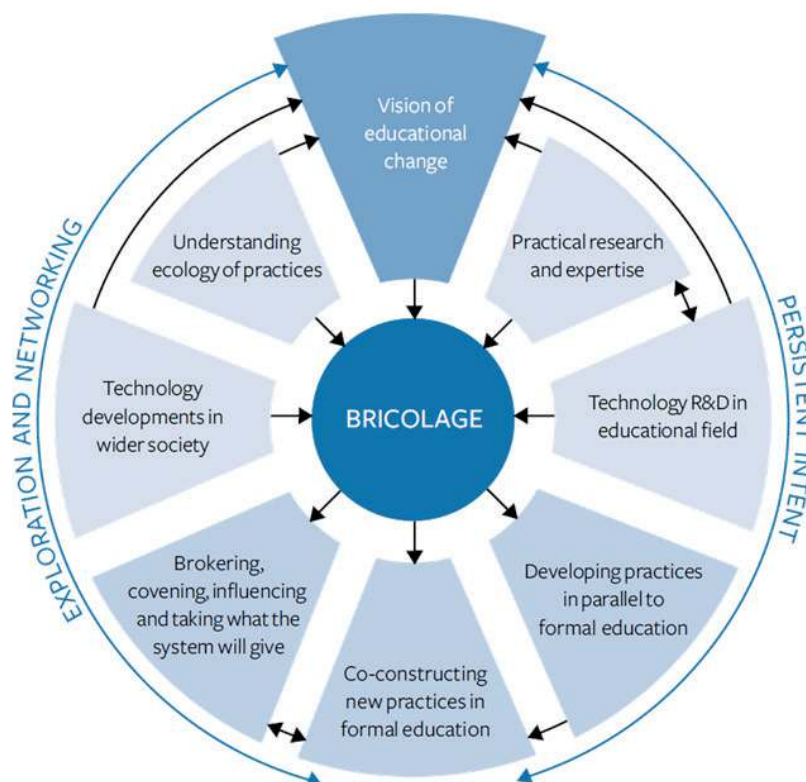 Vision of
educational
change
Understanding
ecology of practices
Practical research
and expertise
EXPLORATION AND NETWORKING
PERSISTENT INTENT
Technology
developments in
wider society
BRICOLAGE
Technology R&D in
educational field
Brokering,
covening, influencing
and taking what the
system will give
Developing practices
in parallel to
formal education
Co-constructing
new practices in
formal education